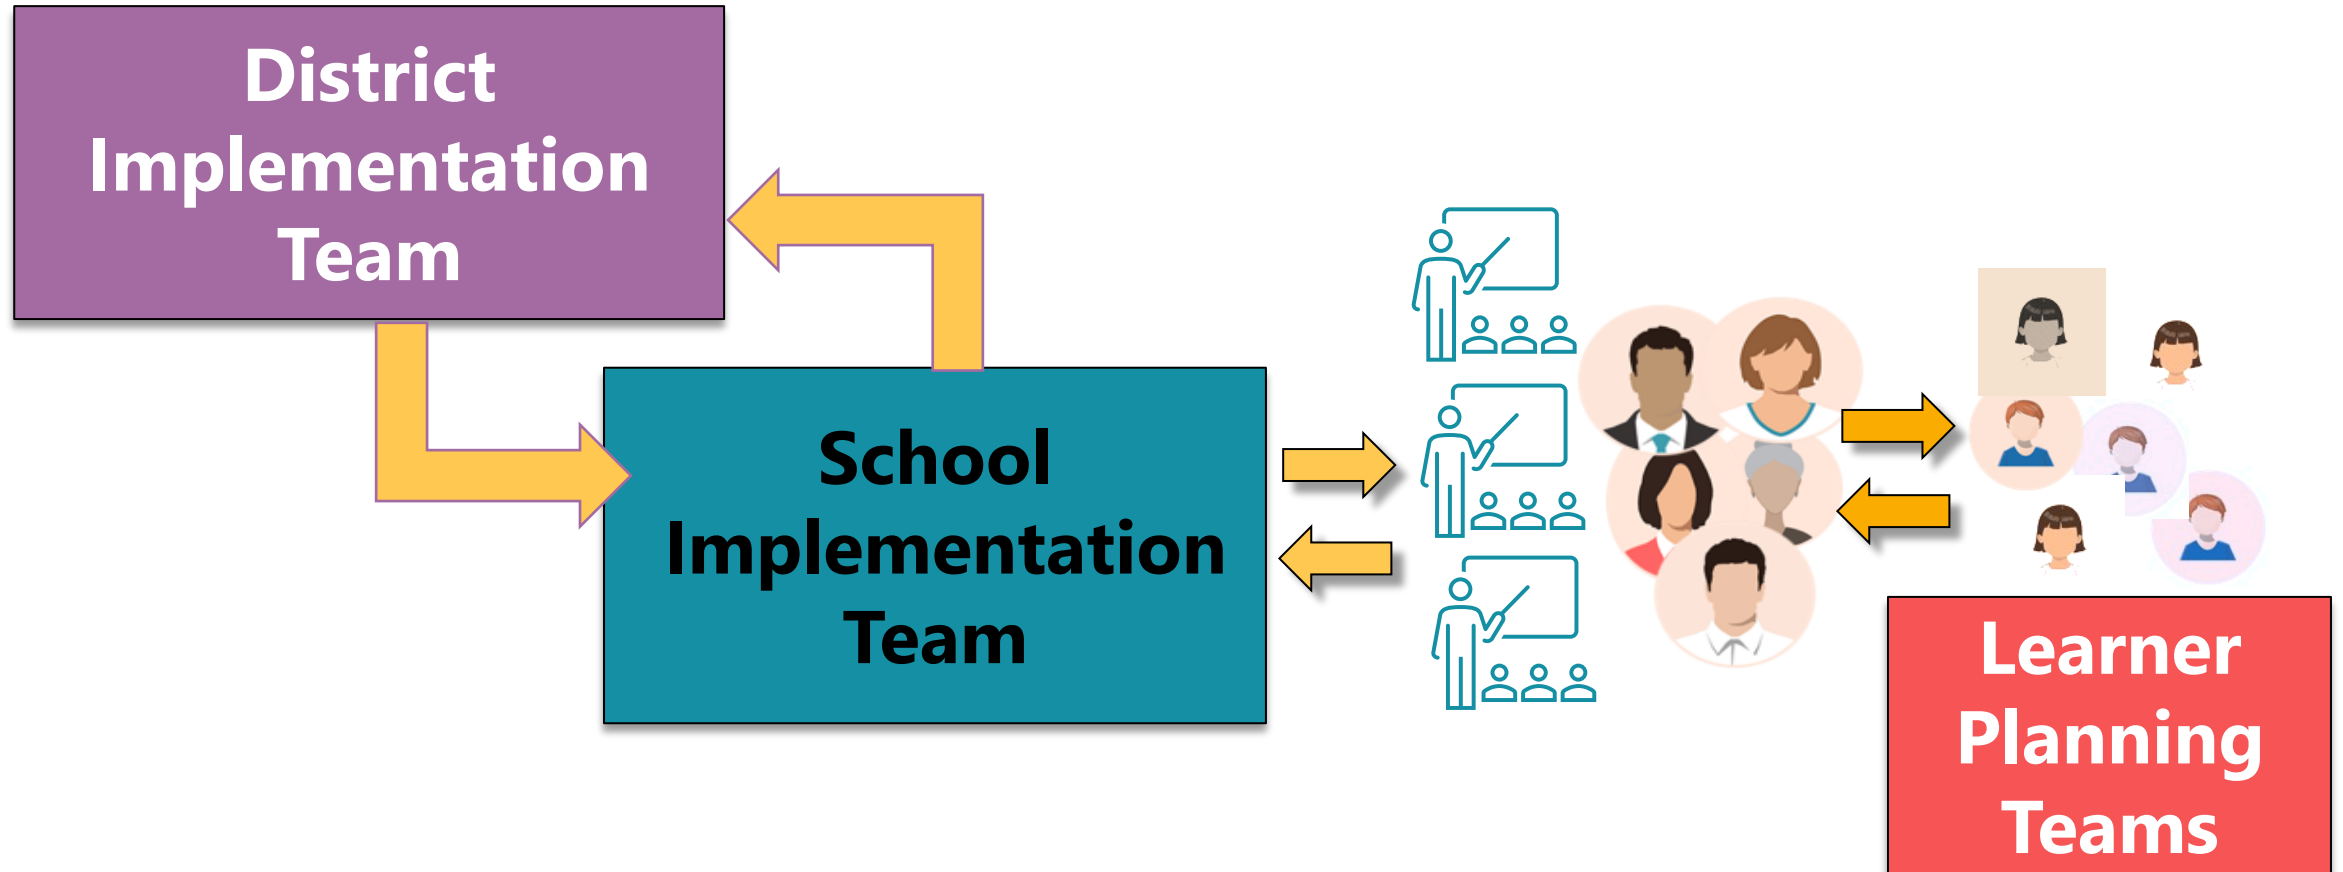 District
Implementation
Team
School
Implementation
Team
Learner
Planning
Teams